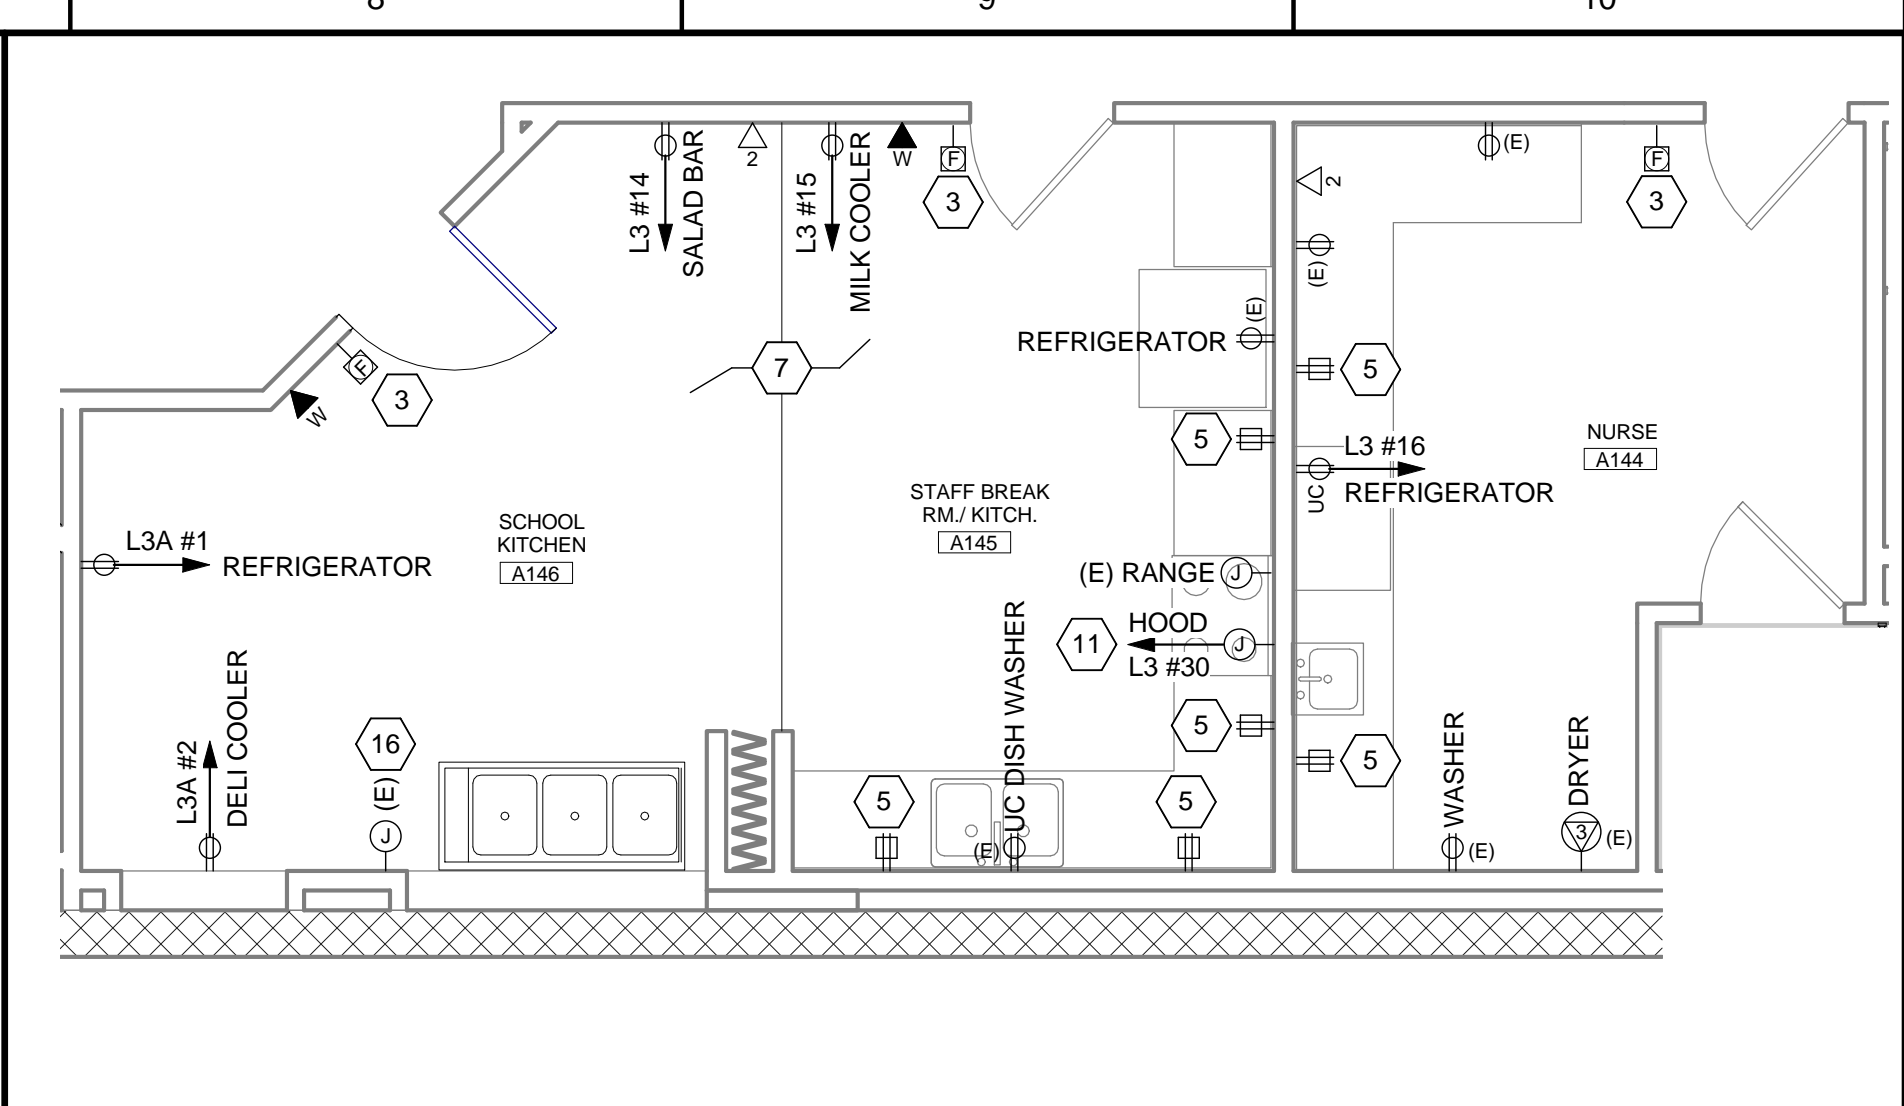 8
9
10
L3 #14
SALAD BAR
2
L3 #15
MILK COOLER
W
F
3
(E)
2
F
3
(E)
F
3
W
7
REFRIGERATOR
(E)
5
5
L3 #16
UC
REFRIGERATOR
NURSE
A144
STAFF BREAK
RM./ KITCH.
A145
SCHOOL
KITCHEN
A146
L3A #1
REFRIGERATOR
(E) RANGE
J
11
HOOD
J
L3 #30
L3A #2
DELI COOLER
16
(E)
J
UC DISH WASHER
(E)
5
5
5
5
WASHER
(E)
DRYER
3
(E)